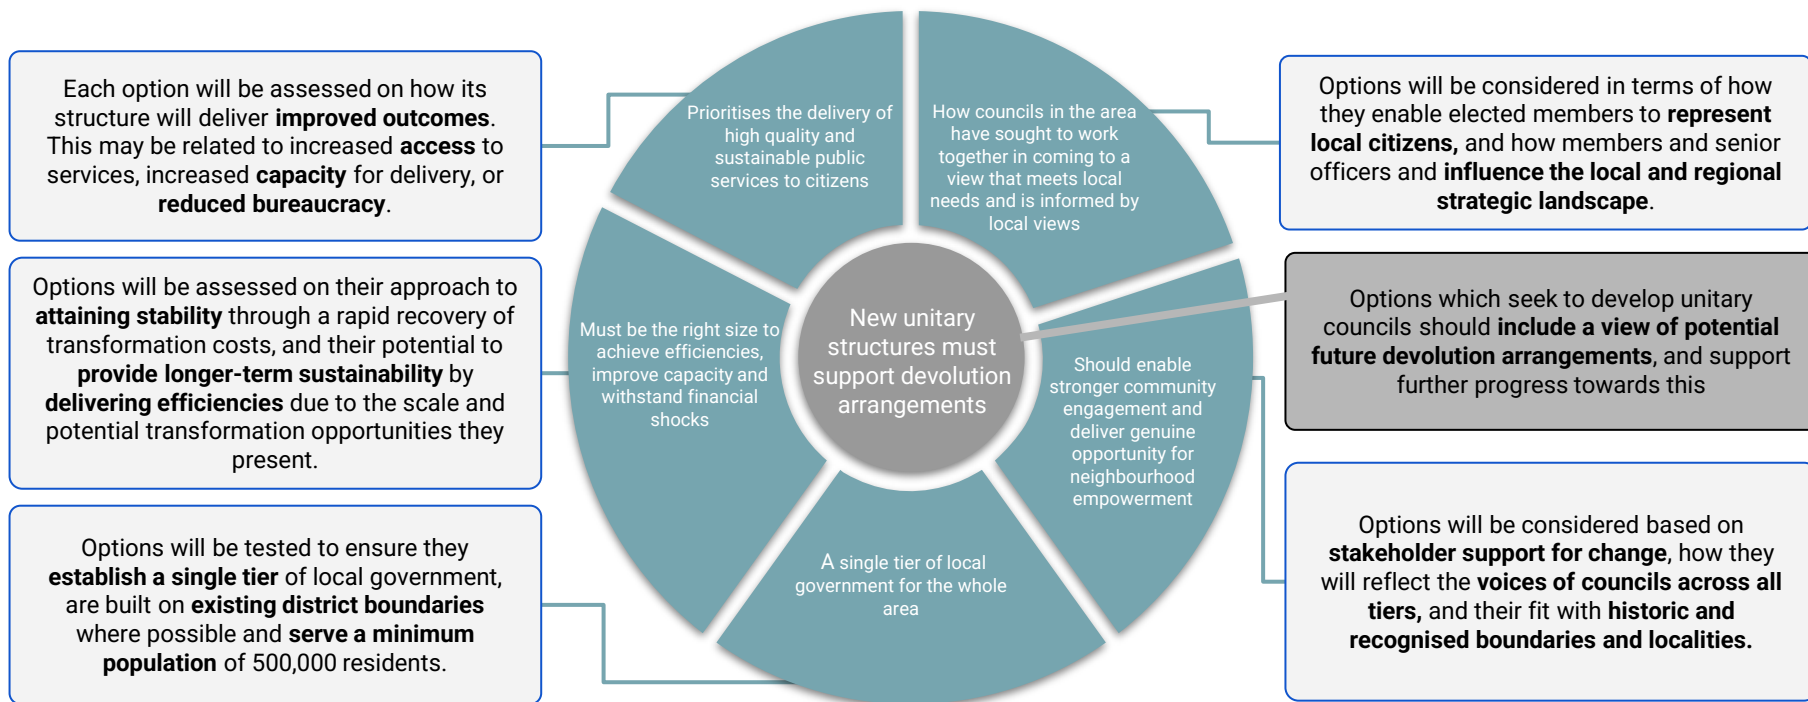 Each option will be assessed on how its
structure will deliver improved outcomes.
This may be related to increased access to
services, increased capacity for delivery, or
reduced bureaucracy.
Options will be assessed on their approach to
attaining stability through a rapid recovery of
transformation costs, and their potential to
provide longer-term sustainability by
delivering efficiencies due to the scale and
potential transformation opportunities they
present.
Options will be tested to ensure they
establish a single tier of local government,
are built on existing district boundaries
where possible and serve a minimum
population of 500,000 residents.
Prioritises the delivery of
high quality and
sustainable public
services to citizens
How councils in the area
have sought to work
together in coming to a
view that meets local
needs and is informed by
local views
Must be the right size to
achieve efficiencies,
improve capacity and
withstand financial
shocks
New unitary
structures must
support devolution
arrangements
Should enable
stronger community
engagement and
deliver genuine
opportunity for
neighbourhood
empowerment
A single tier of local
government for the whole
area
Options will be considered in terms of how
they enable elected members to represent
local citizens, and how members and senior
officers and influence the local and regional
strategic landscape.
Options which seek to develop unitary
councils should include a view of potential
future devolution arrangements, and support
further progress towards this
Options will be considered based on
stakeholder support for change, how they
will reflect the voices of councils across all
tiers, and their fit with historic and
recognised boundaries and localities.